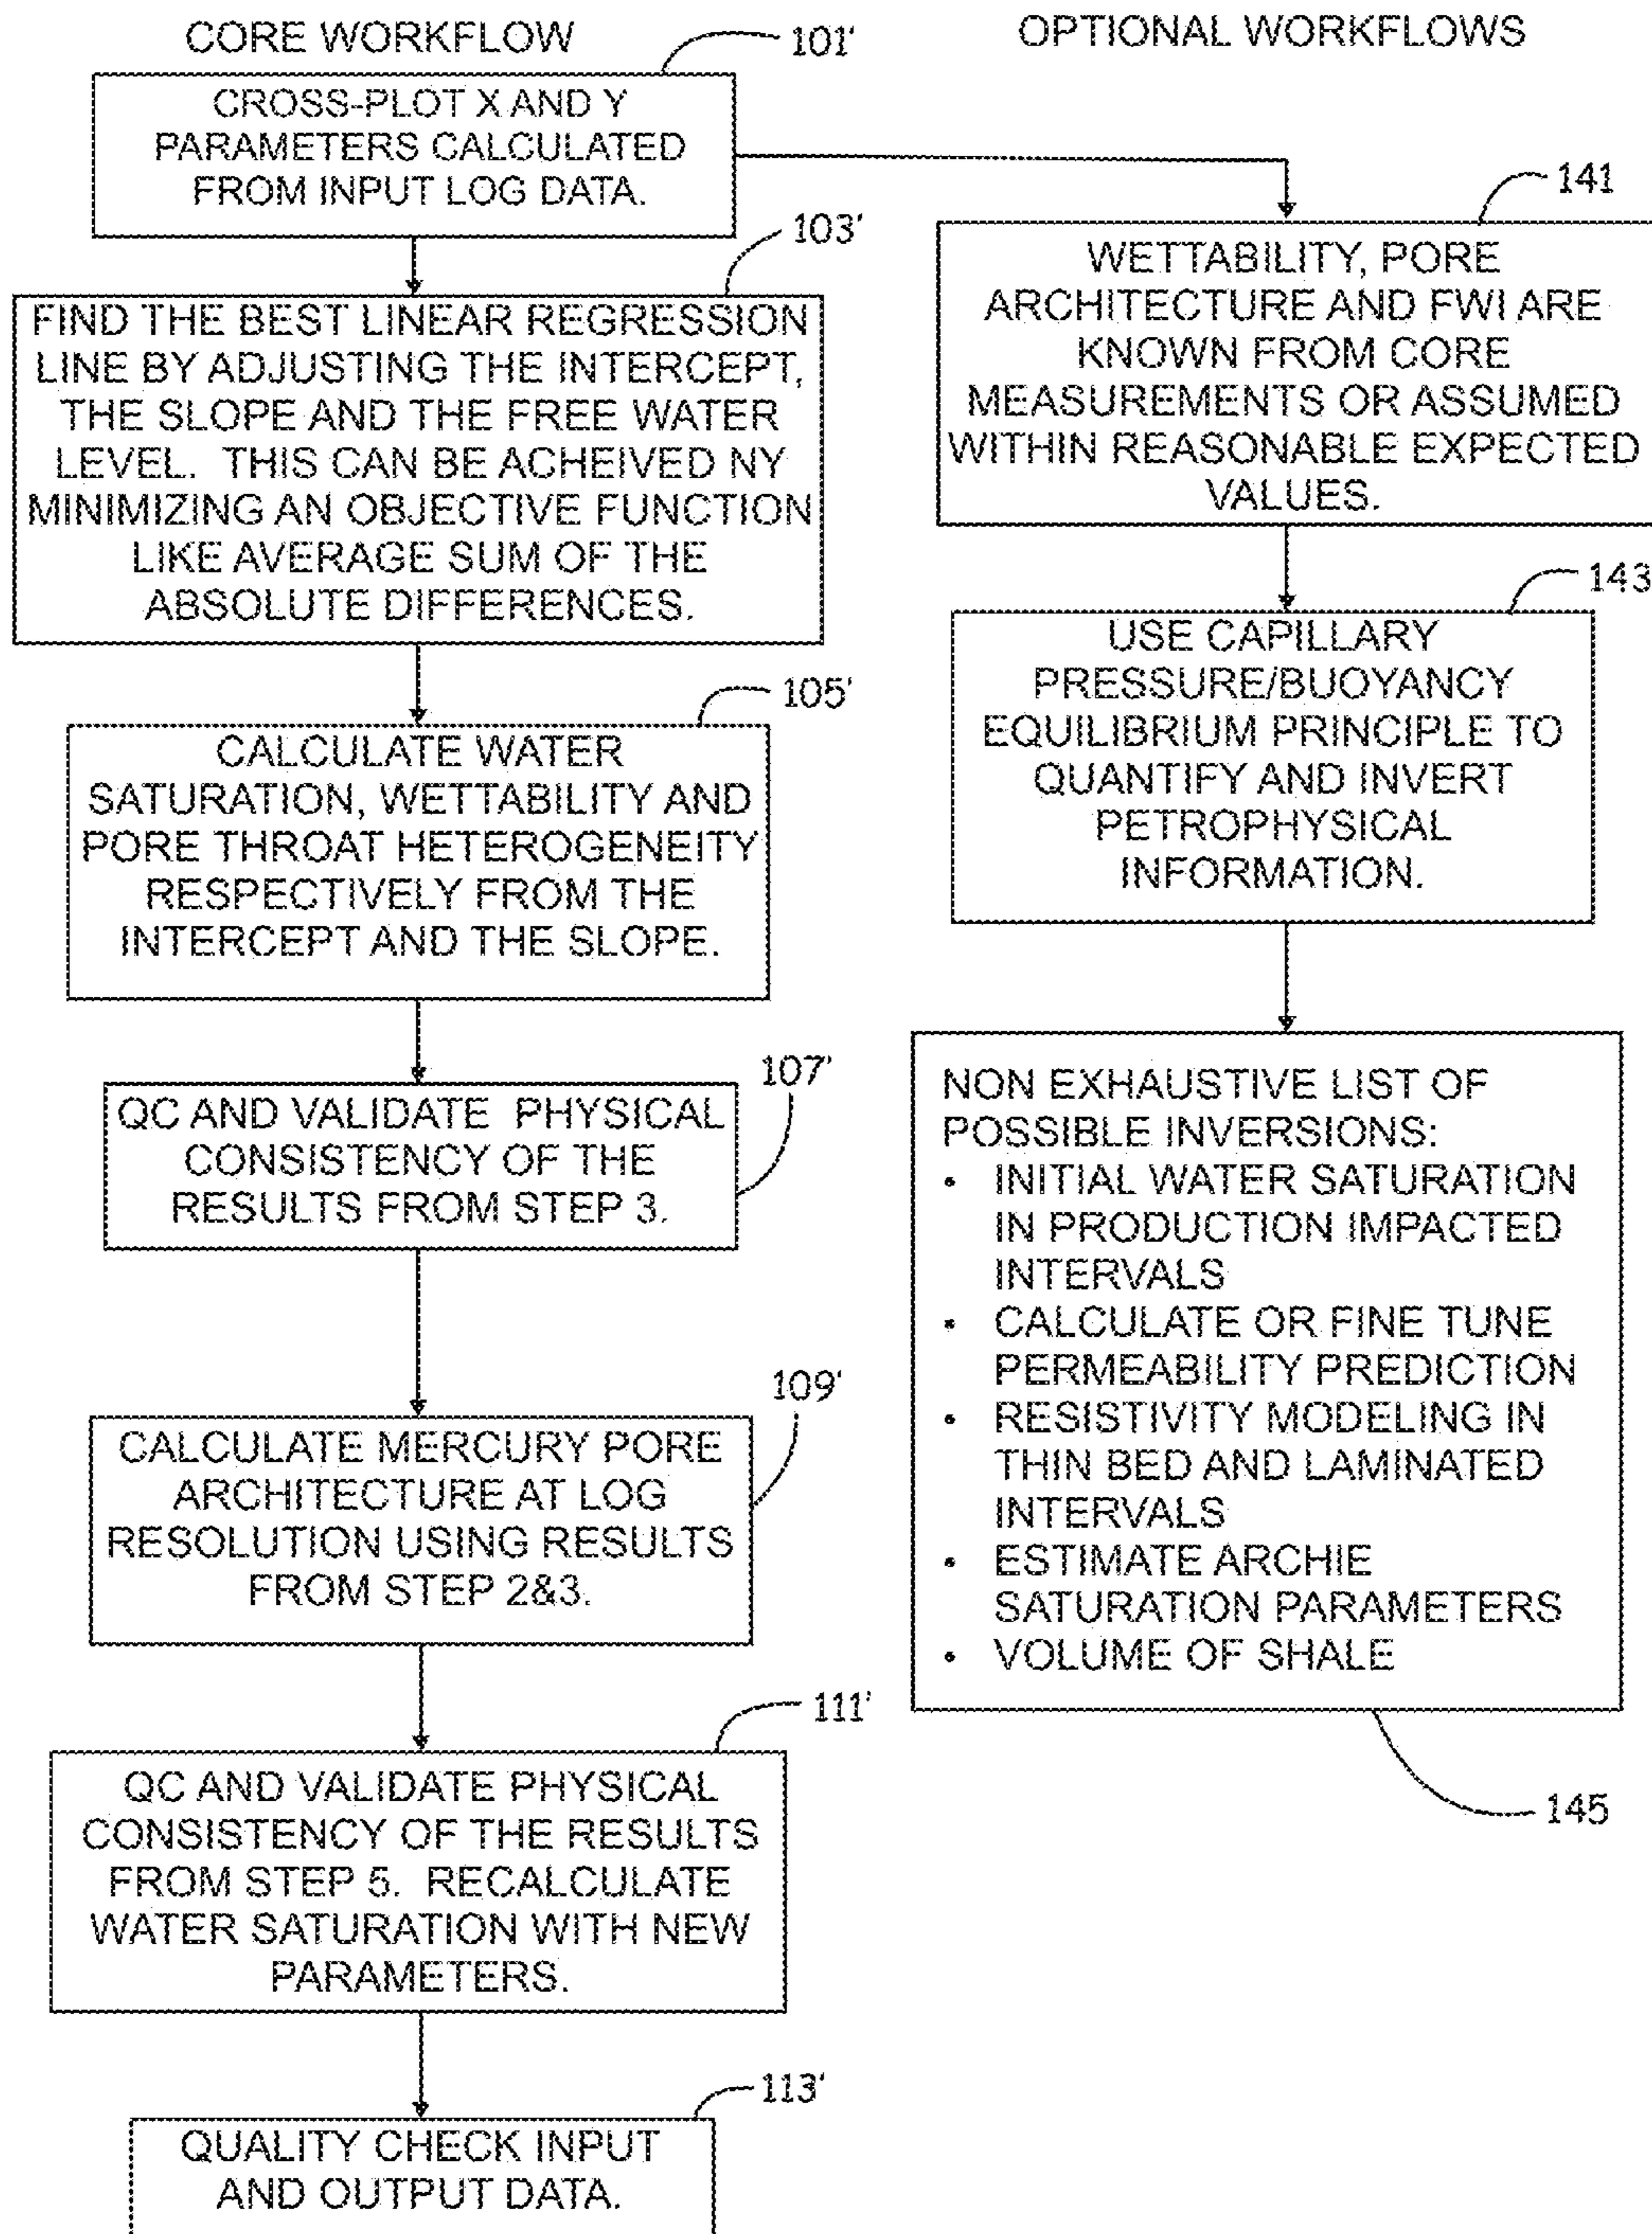 CORE WORKFLOW
101'
CROSS-PLOT X AND Y
PARAMETERS CALCULATED
FROM INPUT LOG DATA.
103'
FIND THE BEST LINEAR REGRESSION
LINE BY ADJUSTING THE INTERCEPT,
THE SLOPE AND THE FREE WATER
LEVEL. THIS CAN BE ACHEIVED NY
MINIMIZING AN OBJECTIVE FUNCTION
LIKE AVERAGE SUM OF THE
ABSOLUTE DIFFERENCES.
105'
CALCULATE WATER
SATURATION, WETTABILITY AND
PORE THROAT HETEROGENEITY
RESPECTIVELY FROM THE
INTERCEPT AND THE SLOPE.
107'
QC AND VALIDATE PHYSICAL
CONSISTENCY OF THE
RESULTS FROM STEP 3.
109'
CALCULATE MERCURY PORE
ARCHITECTURE AT LOG
RESOLUTION USING RESULTS
FROM STEP 2&3.
111'
QC AND VALIDATE PHYSICAL
CONSISTENCY OF THE RESULTS
FROM STEP 5. RECALCULATE
WATER SATURATION WITH NEW
PARAMETERS.
113'
QUALITY CHECK INPUT
AND OUTPUT DATA.
OPTIONAL WORKFLOWS
141
WETTABILITY, PORE
ARCHITECTURE AND FWI ARE
KNOWN FROM CORE
MEASUREMENTS OR ASSUMED
WITHIN REASONABLE EXPECTED
VALUES.
143
USE CAPILLARY
PRESSURE/BUOYANCY
EQUILIBRIUM PRINCIPLE TO
QUANTIFY AND INVERT
PETROPHYSICAL
INFORMATION.
NON EXHAUSTIVE LIST OF
POSSIBLE INVERSIONS:
• INITIAL WATER SATURATION
IN PRODUCTION IMPACTED
INTERVALS
• CALCULATE OR FINE TUNE
PERMEABILITY PREDICTION
• RESISTIVITY MODELING IN
THIN BED AND LAMINATED
INTERVALS
• ESTIMATE ARCHIE
SATURATION PARAMETERS
• VOLUME OF SHALE
145